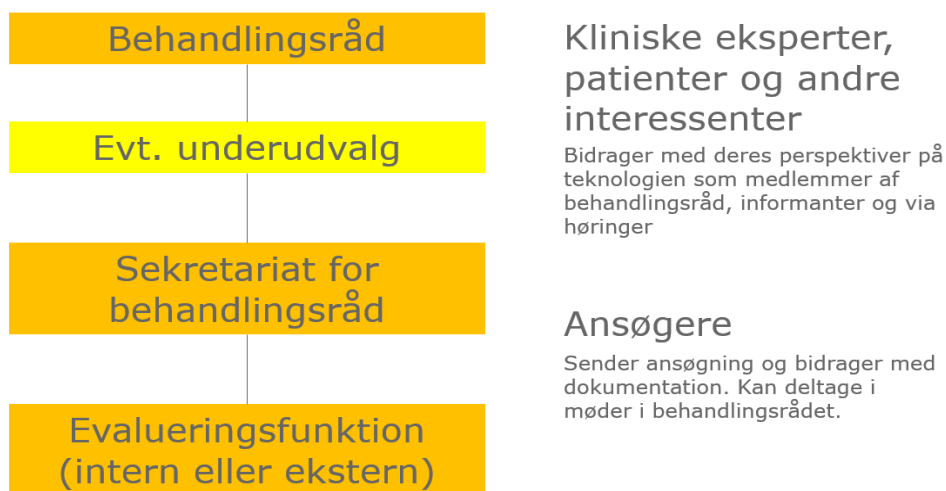 Behandlingsråd
Evt. underudvalg
Sekretariat for
behandlingsråd
Evalueringsfunktion
(intern eller ekstern)
Kliniske eksperter,
patienter og andre
interessenter
Bidrager med deres perspektiver på
teknologien som medlemmer af
behandlingsråd, informanter og via
høringer
Ansøgere
Sender ansøgning og bidrager med
dokumentation. Kan deltage i
møder i behandlingsrådet.